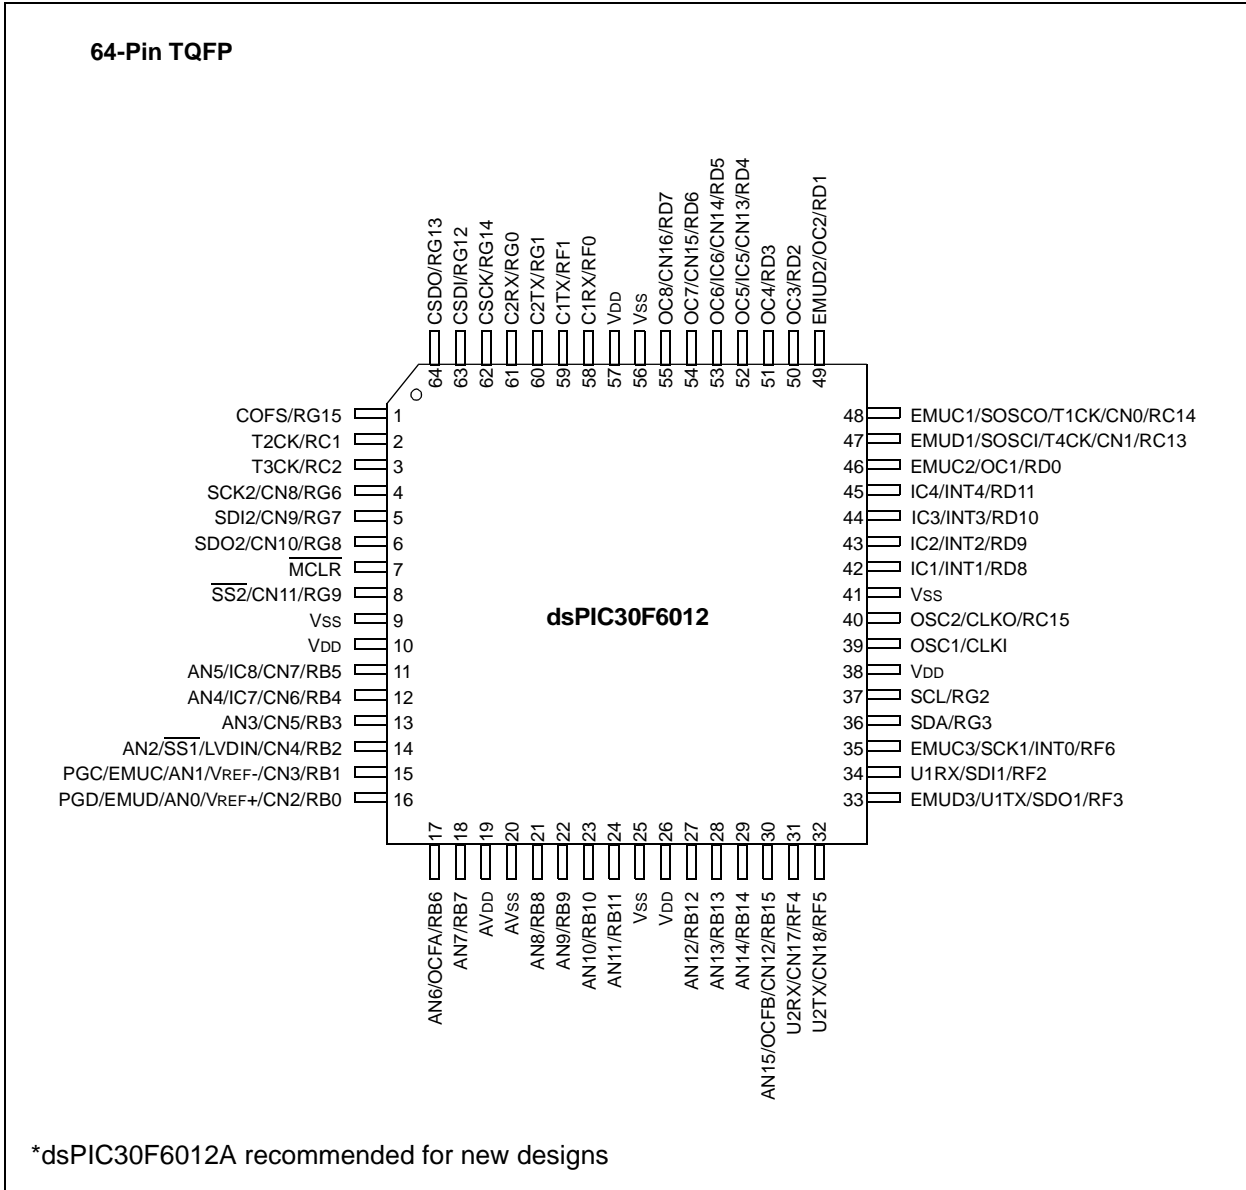 64-Pin TQFP
CSDO/RG13
CSDI/RG12
CSCK/RG14
C2RX/RG0
C2TX/RG1
C1TX/RF1
C1RX/RF0
VDD
VSS
OC8/CN16/RD7
OC7/CN15/RD6
OC6/IC6/CN14/RD5
OC5/IC5/CN13/RD4
OC4/RD3
OC3/RD2
EMUD2/OC2/RD1
64
63
62
61
60
59
58
57
56
55
54
53
52
51
50
49
COFS/RG15 1
T2CK/RC1 2
T3CK/RC2 3
SCK2/CN8/RG6 4
SDI2/CN9/RG7 5
SDO2/CN10/RG8 6
MCLR 7
SS2/CN11/RG9 8
VSS 9
VDD 10
AN5/IC8/CN7/RB5 11
AN4/IC7/CN6/RB4 12
AN3/CN5/RB3 13
AN2/SS1/LVDIN/CN4/RB2 14
PGC/EMUC/AN1/VREF-/CN3/RB1 15
PGD/EMUD/AN0/VREF+/CN2/RB0 16
dsPIC30F6012
48 EMUC1/SOSCO/T1CK/CN0/RC14
47 EMUD1/SOSCI/T4CK/CN1/RC13
46 EMUC2/OC1/RD0
45 IC4/INT4/RD11
44 IC3/INT3/RD10
43 IC2/INT2/RD9
42 IC1/INT1/RD8
41 VSS
40 OSC2/CLKO/RC15
39 OSC1/CLKI
38 VDD
37 SCL/RG2
36 SDA/RG3
35 EMUC3/SCK1/INT0/RF6
34 U1RX/SDI1/RF2
33 EMUD3/U1TX/SDO1/RF3
17
18
19
20
21
22
23
24
25
26
27
28
29
30
31
32
AN6/OCFA/RB6
AN7/RB7
AVDD
AVSS
AN8/RB8
AN9/RB9
AN10/RB10
AN11/RB11
VSS
VDD
AN12/RB12
AN13/RB13
AN14/RB14
AN15/OCFB/CN12/RB15
U2RX/CN17/RF4
U2TX/CN18/RF5
*dsPIC30F6012A recommended for new designs